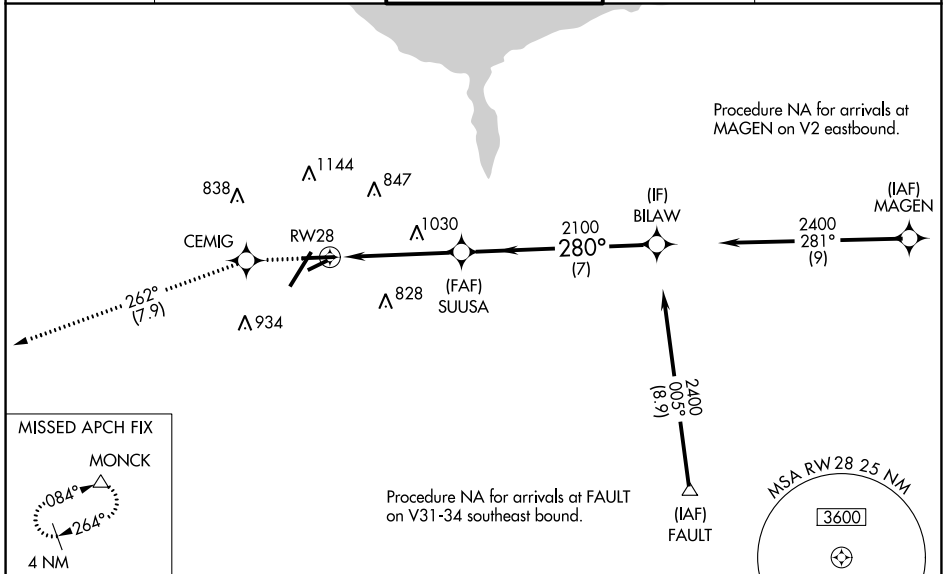 Procedure NA for arrivals at
MAGEN on V2 eastbound.
1144
847
838
1030
(IF)
BILAW
(IAF)
MAGEN
CEMIG
RW28
2100
280°
(7)
2400
281°
(9)
(FAF)
SUUSA
828
934
262°
(7.9)
2400
005°
(8.9)
MISSED APCH FIX
MONCK
084°
264°
4 NM
Procedure NA for arrivals at FAULT
on V31-34 southeast bound.
(IAF)
FAULT
MSA RW 28 25 NM
3600